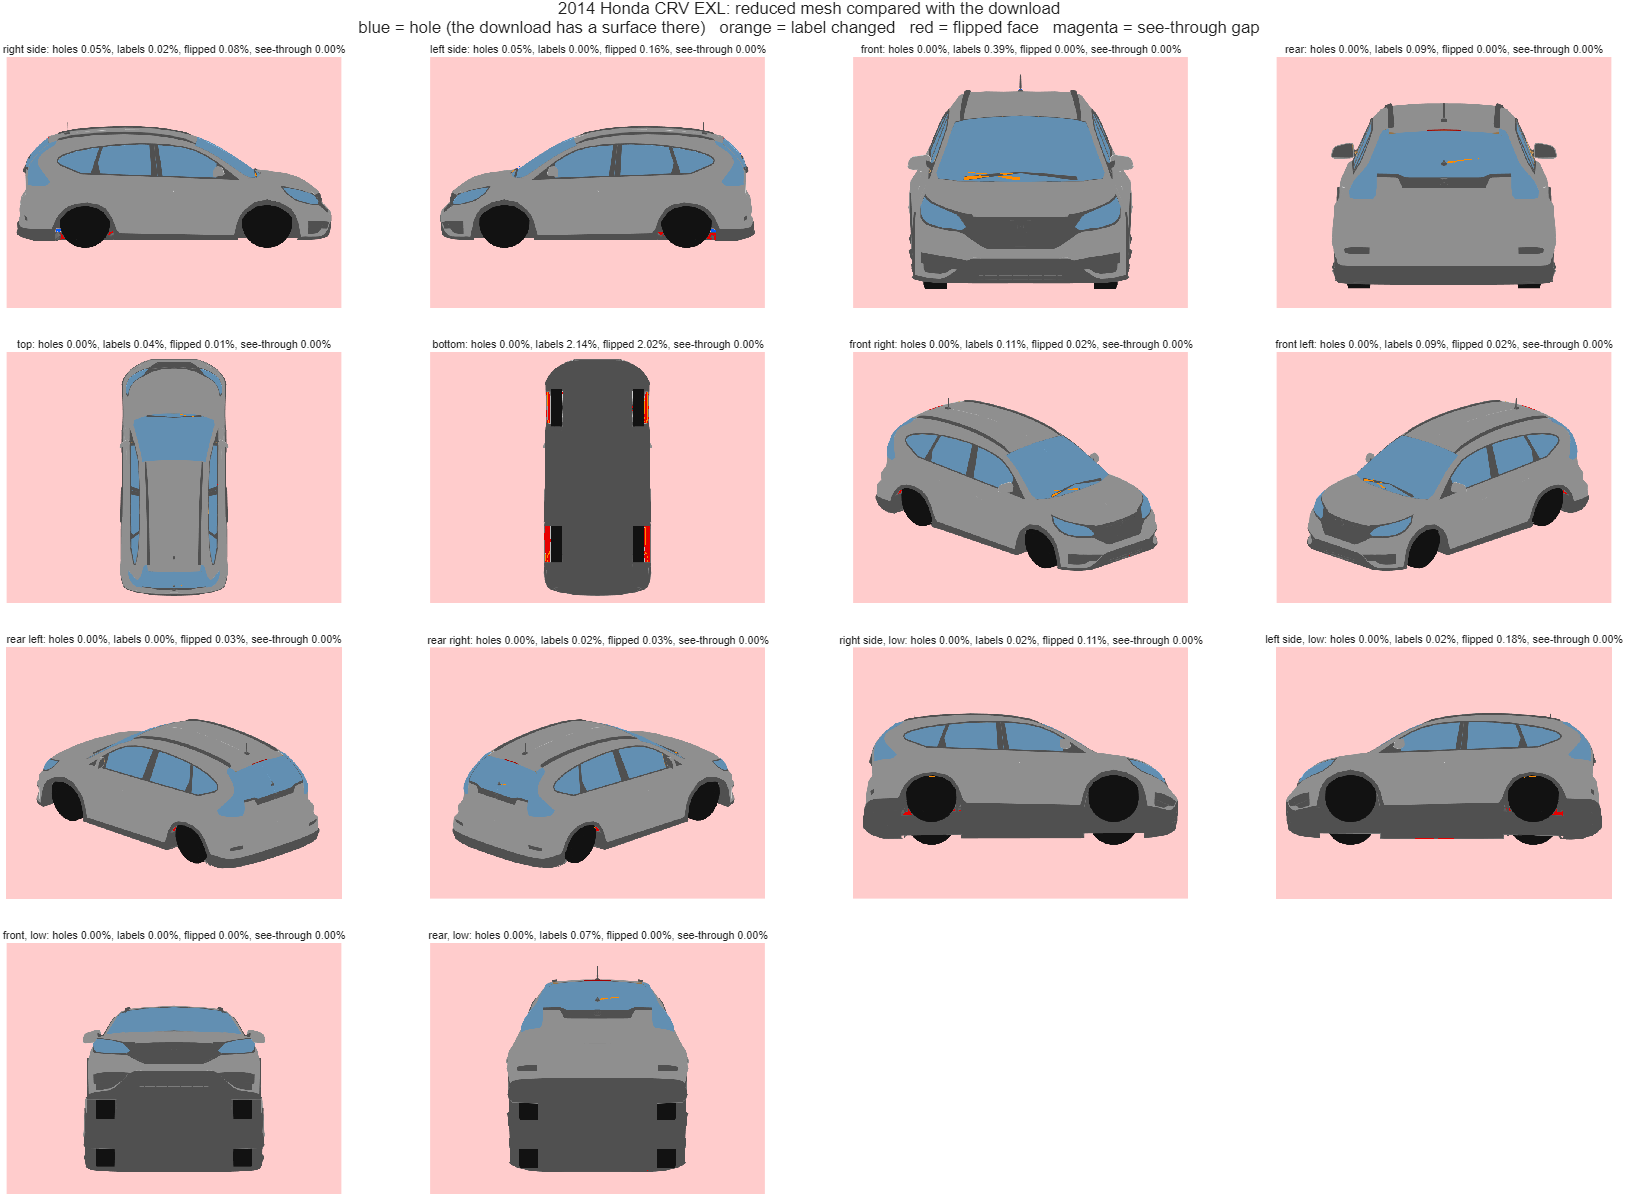 2014 Honda CRV EXL: reduced mesh compared with the download
blue = hole (the download has a surface there)   orange = label changed   red = flipped face   magenta = see-through gap
right side: holes 0.05%, labels 0.02%, flipped 0.08%, see-through 0.00%
left side: holes 0.05%, labels 0.00%, flipped 0.16%, see-through 0.00%
front: holes 0.00%, labels 0.39%, flipped 0.00%, see-through 0.00%
rear: holes 0.00%, labels 0.09%, flipped 0.00%, see-through 0.00%
top: holes 0.00%, labels 0.04%, flipped 0.01%, see-through 0.00%
bottom: holes 0.00%, labels 2.14%, flipped 2.02%, see-through 0.00%
front right: holes 0.00%, labels 0.11%, flipped 0.02%, see-through 0.00%
front left: holes 0.00%, labels 0.09%, flipped 0.02%, see-through 0.00%
rear left: holes 0.00%, labels 0.00%, flipped 0.03%, see-through 0.00%
rear right: holes 0.00%, labels 0.02%, flipped 0.03%, see-through 0.00%
right side, low: holes 0.00%, labels 0.02%, flipped 0.11%, see-through 0.00%
left side, low: holes 0.00%, labels 0.02%, flipped 0.18%, see-through 0.00%
front, low: holes 0.00%, labels 0.00%, flipped 0.00%, see-through 0.00%
rear, low: holes 0.00%, labels 0.07%, flipped 0.00%, see-through 0.00%